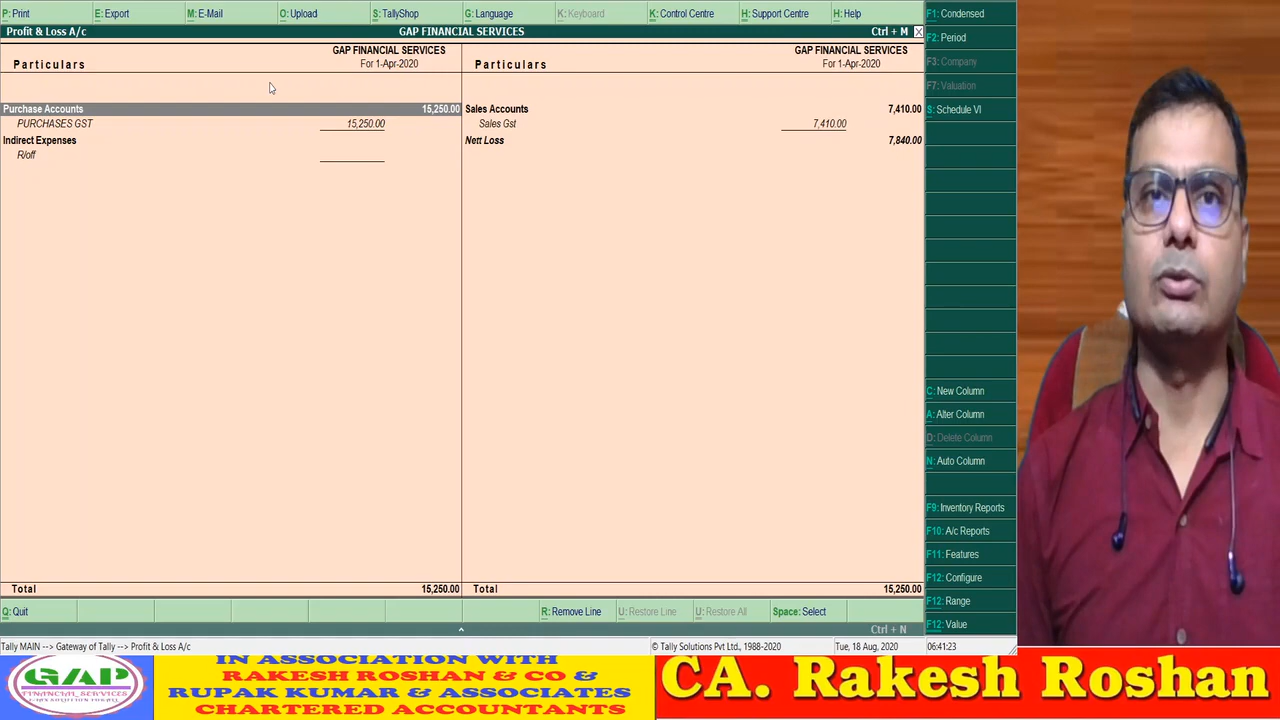 P: Print E: Export M: E-Mail O: Upload S: TallyShop G: Language K: Keyboard K: Control Centre H: Support Centre H: Help
Profit & Loss A/c GAP FINANCIAL SERVICES Ctrl + M
Particulars GAP FINANCIAL SERVICES Particulars GAP FINANCIAL SERVICES
For 1-Apr-2020 For 1-Apr-2020
Purchase Accounts 15,250.00 Sales Accounts 7,410.00
PURCHASES GST 15,250.00 Sales Gst 7,410.00
Indirect Expenses Nett Loss 7,840.00
R/off
Total 15,250.00 Total 15,250.00
Q: Quit R: Remove Line U: Restore Line U: Restore All Space: Select
Ctrl + N
F1: Condensed
F2: Period
F3: Company
F7: Valuation
S: Schedule VI
C: New Column
A: Alter Column
D: Delete Column
N: Auto Column
F9: Inventory Reports
F10: A/c Reports
F11: Features
F12: Configure
F12: Range
F12: Value
Tally MAIN --> Gateway of Tally --> Profit & Loss A/c © Tally Solutions Pvt Ltd., 1988-2020 Tue, 18 Aug, 2020 06:41:23
GAP
FINANCIAL SERVICES
IN ASSOCIATION WITH
RAKESH ROSHAN & CO &
RUPAK KUMAR & ASSOCIATES
CHARTERED ACCOUNTANTS
CA. Rakesh Roshan